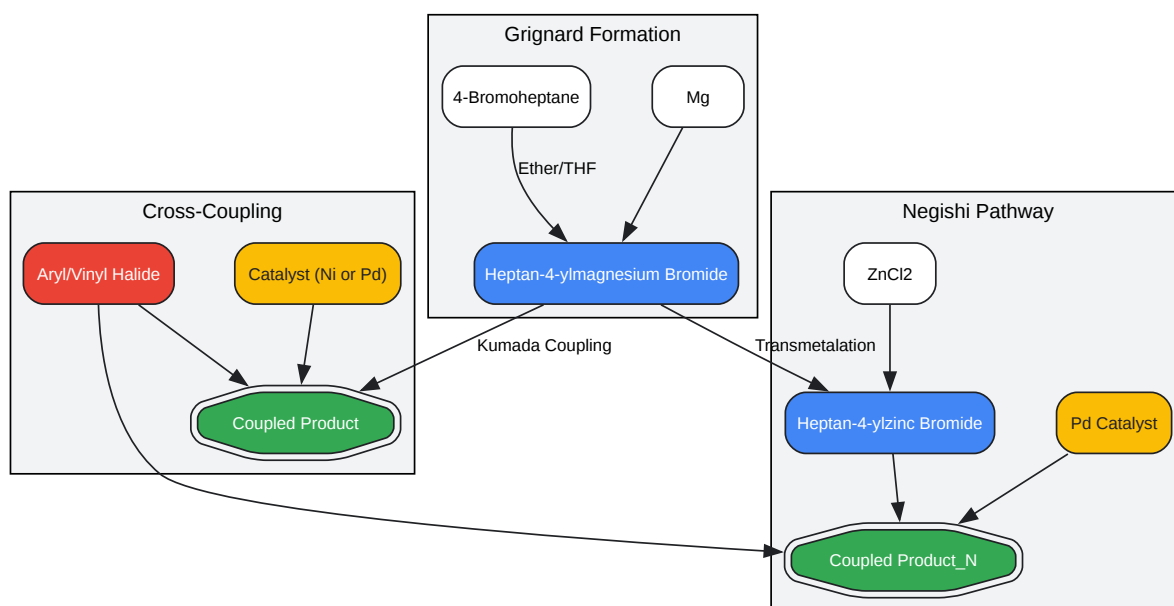 Grignard Formation
4-Bromoheptane
Mg
Ether/THF
Heptan-4-ylmagnesium Bromide
Cross-Coupling
Aryl/Vinyl Halide
Catalyst (Ni or Pd)
Kumada Coupling
Coupled Product
Negishi Pathway
ZnCl2
Transmetalation
Heptan-4-ylzinc Bromide
Pd Catalyst
Coupled Product_N